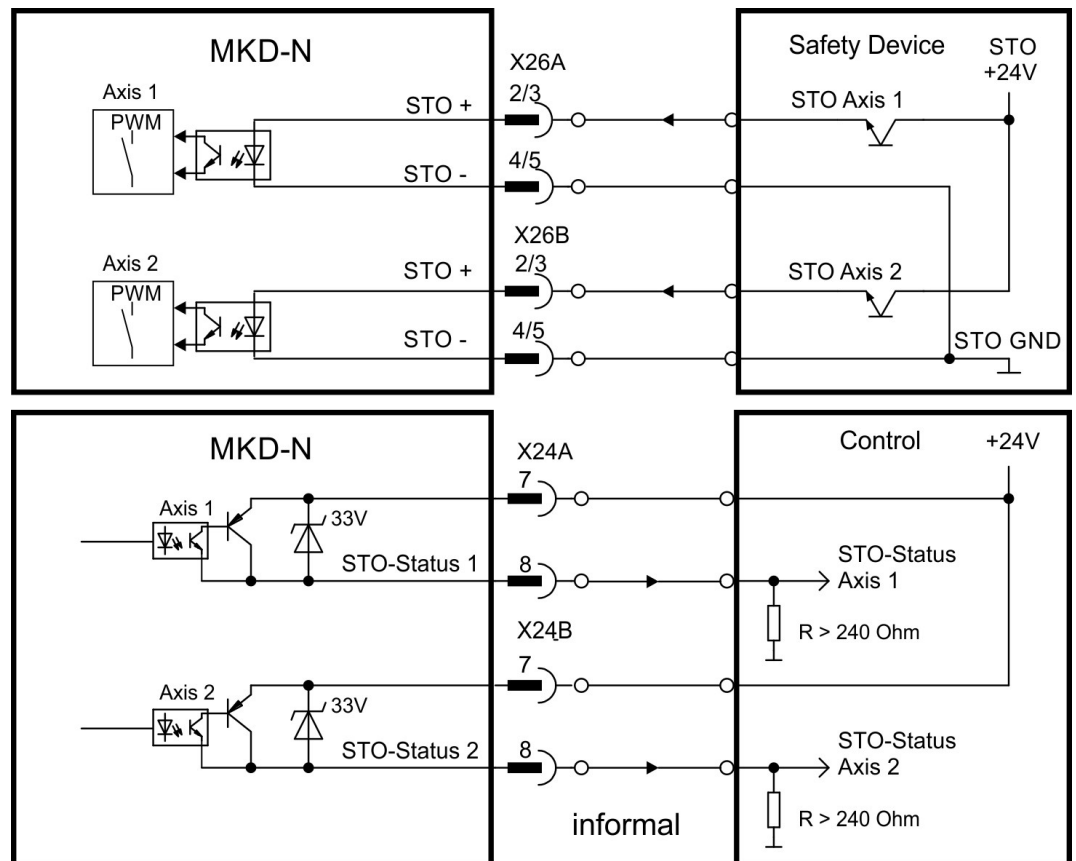 MKD-N
Axis 1
PWM
STO +
STO -
Axis 2
PWM
STO +
STO -
X26A
2/3
4/5
X26B
2/3
4/5
Safety Device
STO
+24V
STO Axis 1
STO Axis 2
STO GND
MKD-N
Axis 1
33V
STO-Status 1
Axis 2
33V
STO-Status 2
X24A
7
8
X24B
7
8
informal
Control
+24V
STO-Status
Axis 1
R > 240 Ohm
STO-Status
Axis 2
R > 240 Ohm